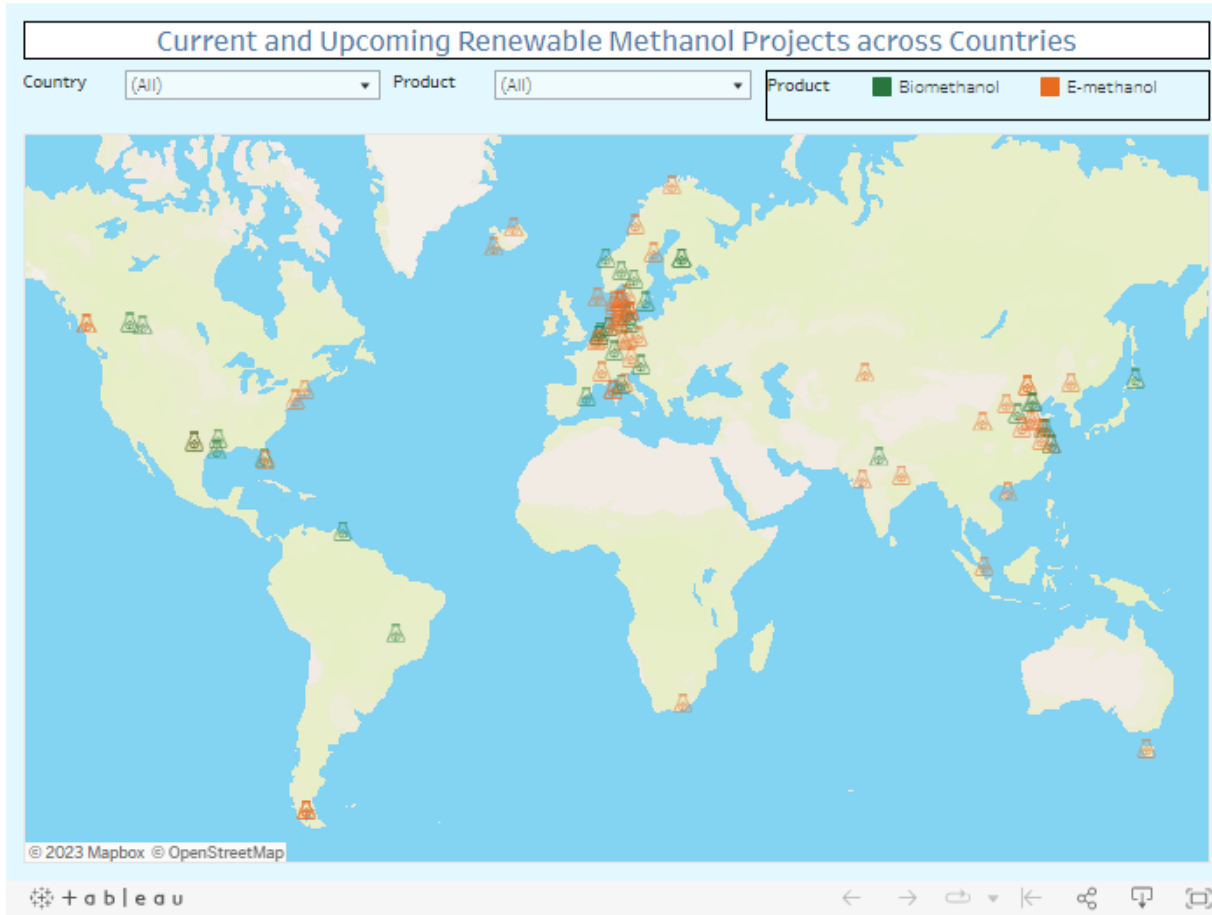 Current and Upcoming Renewable Methanol Projects across Countries
Country (All) Product (All) Product Biomethanol E-methanol
© 2023 Mapbox © OpenStreetMap
+ a b | e a u